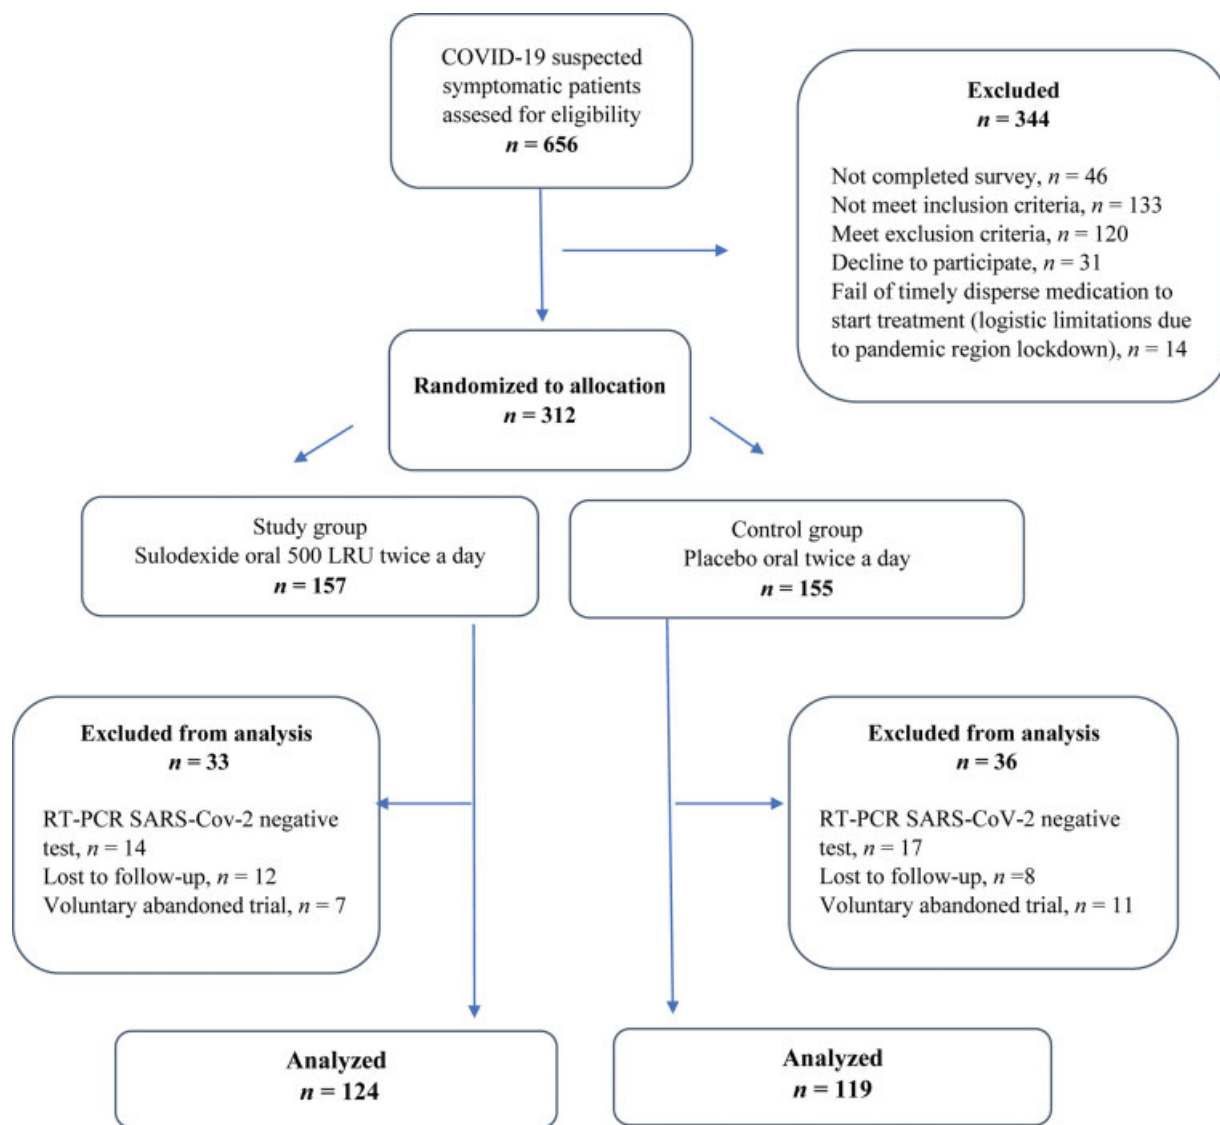 COVID-19 suspected
symptomatic patients
assesed for eligibility
n = 656
Excluded
n = 344
Not completed survey, n = 46
Not meet inclusion criteria, n = 133
Meet exclusion criteria, n = 120
Decline to participate, n = 31
Fail of timely disperse medication to
start treatment (logistic limitations due
to pandemic region lockdown), n = 14
Randomized to allocation
n = 312
Study group
Sulodexide oral 500 LRU twice a day
n = 157
Control group
Placebo oral twice a day
n = 155
Excluded from analysis
n = 33
RT-PCR SARS-Cov-2 negative
test, n = 14
Lost to follow-up, n = 12
Voluntary abandoned trial, n = 7
Excluded from analysis
n = 36
RT-PCR SARS-CoV-2 negative
test, n = 17
Lost to follow-up, n =8
Voluntary abandoned trial, n = 11
Analyzed
n = 124
Analyzed
n = 119